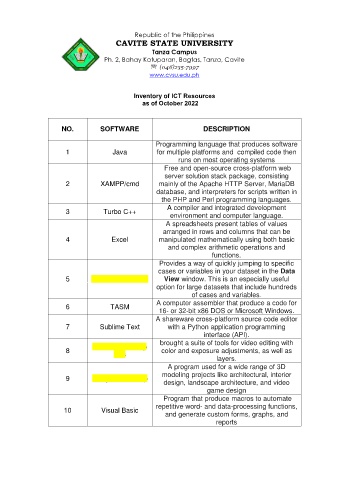 Republic of the Philippines
CAVITE STATE UNIVERSITY
Tanza Campus
Ph. 2, Bahay Katuparan, Bagtas, Tanza, Cavite
www.cvsu.edu.ph
Inventory of ICT Resources
as of October 2022
NO. SOFTWARE DESCRIPTION
1 Java Programming language that produces software
for multiple platforms and compiled code then
runs on most operating systems
2 XAMPP/cmd Free and open-source cross-platform web
server solution stack package, consisting
mainly of the Apache HTTP Server, MariaDB
database, and interpreters for scripts written in
the PHP and Perl programming languages.
3 Turbo C++ A compiler and integrated development
environment and computer language.
4 Excel A spreadsheets present tables of values
arranged in rows and columns that can be
manipulated mathematically using both basic
and complex arithmetic operations and
functions.
5 Provides a way of quickly jumping to specific
cases or variables in your dataset in the Data
View window. This is an especially useful
option for large datasets that include hundreds
of cases and variables.
6 TASM A computer assembler that produce a code for
16- or 32-bit x86 DOS or Microsoft Windows.
7 Sublime Text A shareware cross-platform source code editor
with a Python application programming
interface (API).
8 brought a suite of tools for video editing with
color and exposure adjustments, as well as
layers.
9 A program used for a wide range of 3D
modeling projects like architectural, interior
design, landscape architecture, and video
game design
10 Visual Basic Program that produce macros to automate
repetitive word- and data-processing functions,
and generate custom forms, graphs, and
reports